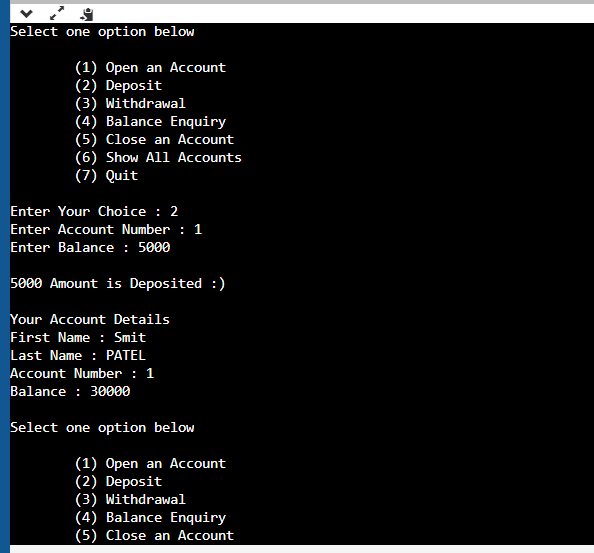 Select one option below
(1) Open an Account
(2) Deposit
(3) Withdrawal
(4) Balance Enquiry
(5) Close an Account
(6) Show All Accounts
(7) Quit
Enter Your Choice : 2
Enter Account Number : 1
Enter Balance : 5000
5000 Amount is Deposited :)
Your Account Details
First Name : Smit
Last Name : PATEL
Account Number : 1
Balance : 30000
Select one option below
(1) Open an Account
(2) Deposit
(3) Withdrawal
(4) Balance Enquiry
(5) Close an Account